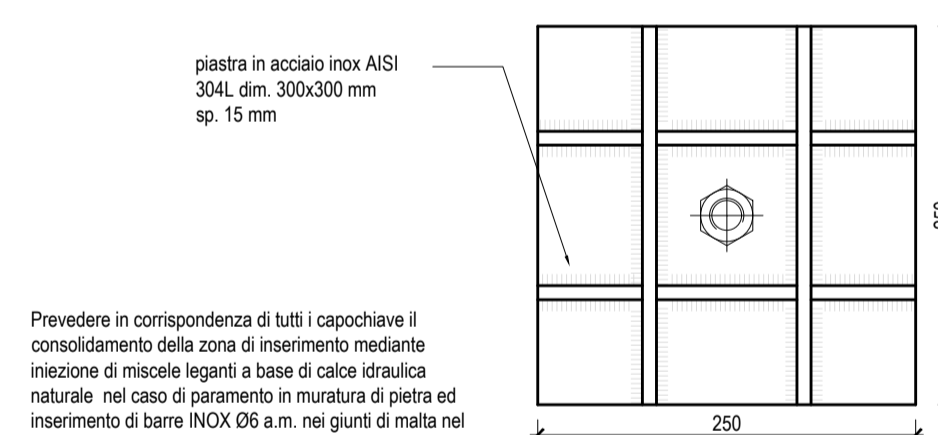 piastra in acciaio inox AISI
304L dim. 300x300 mm
sp. 15 mm
Prevedere in corrispondenza di tutti i capochiave il
consolidamento della zona di inserimento mediante
iniezione di miscele leganti a base di calce idraulica
naturale nel caso di paramento in muratura di pietra ed
inserimento di barre INOX Ø6 a.m. nei giunti di malta nel
250